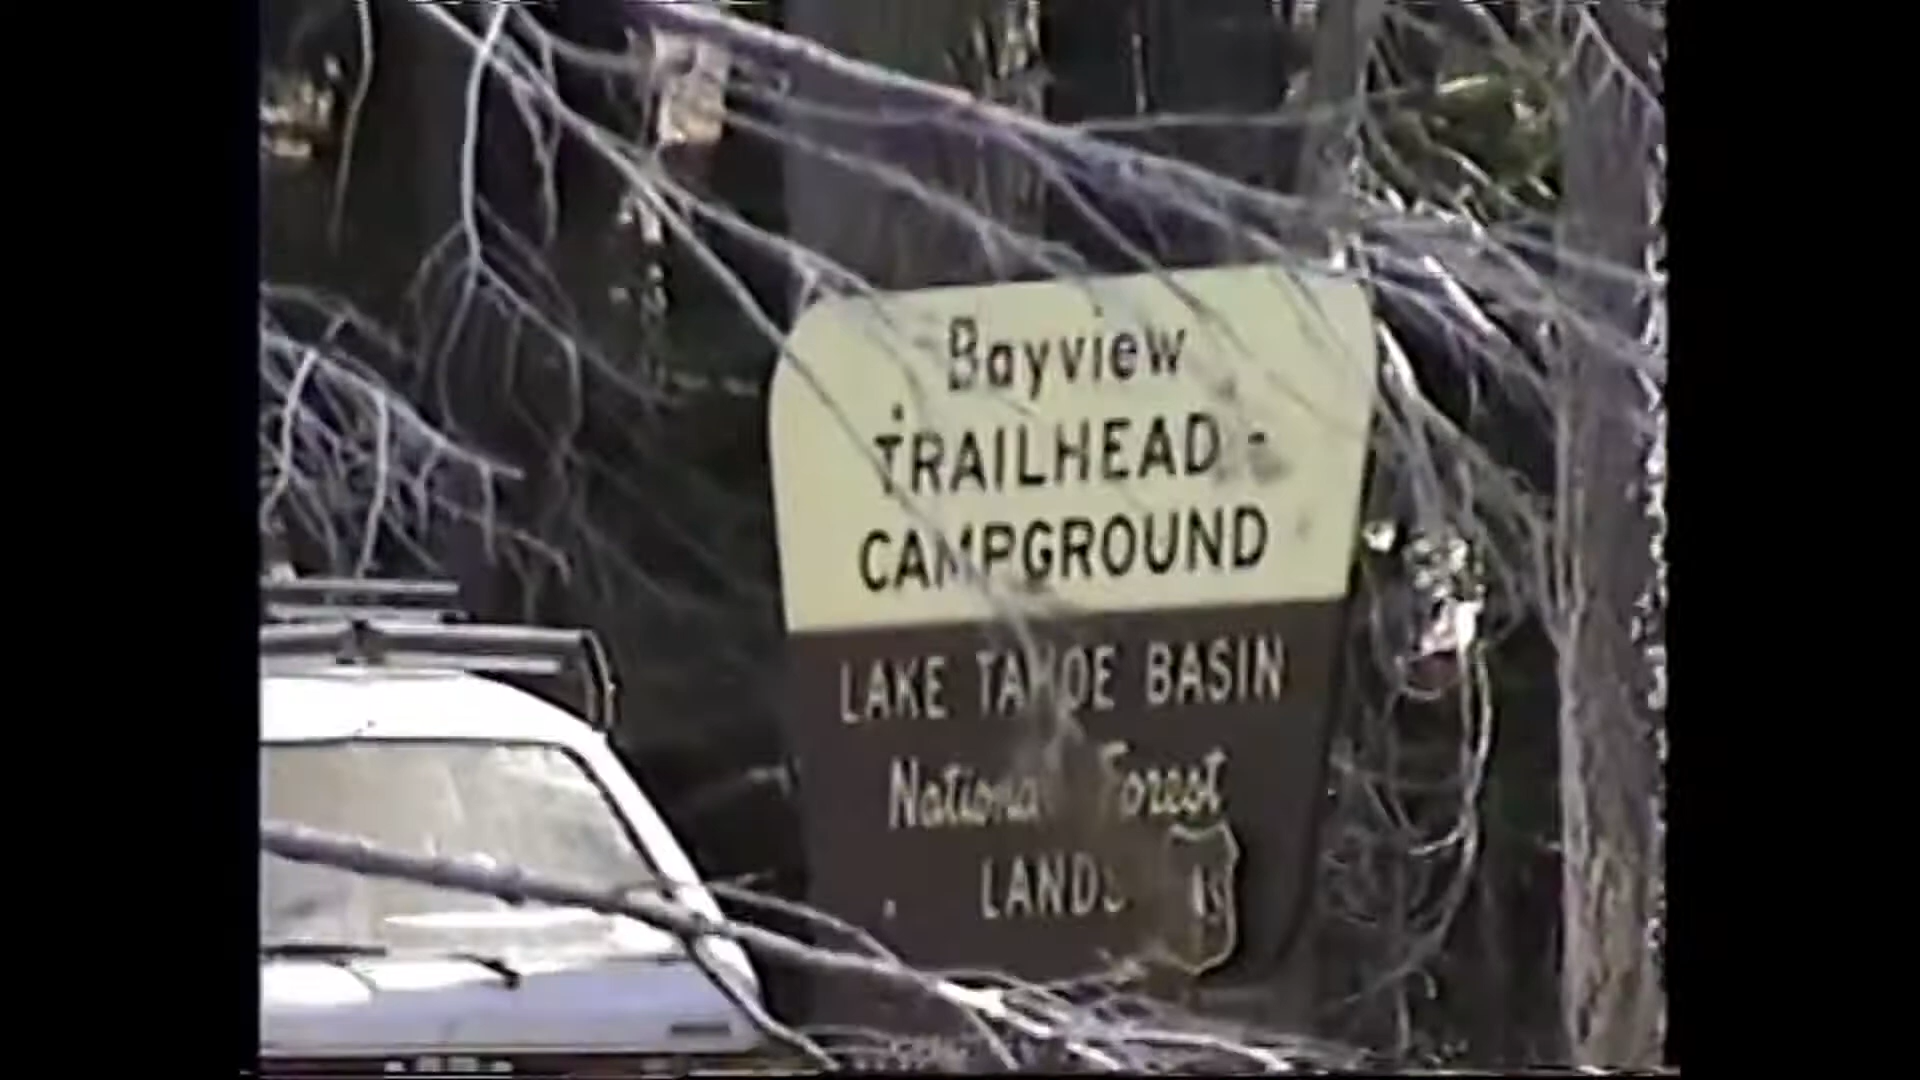 Bayview
TRAILHEAD -
CAMPGROUND
LAKE TAHOE BASIN
National Forest
LANDS